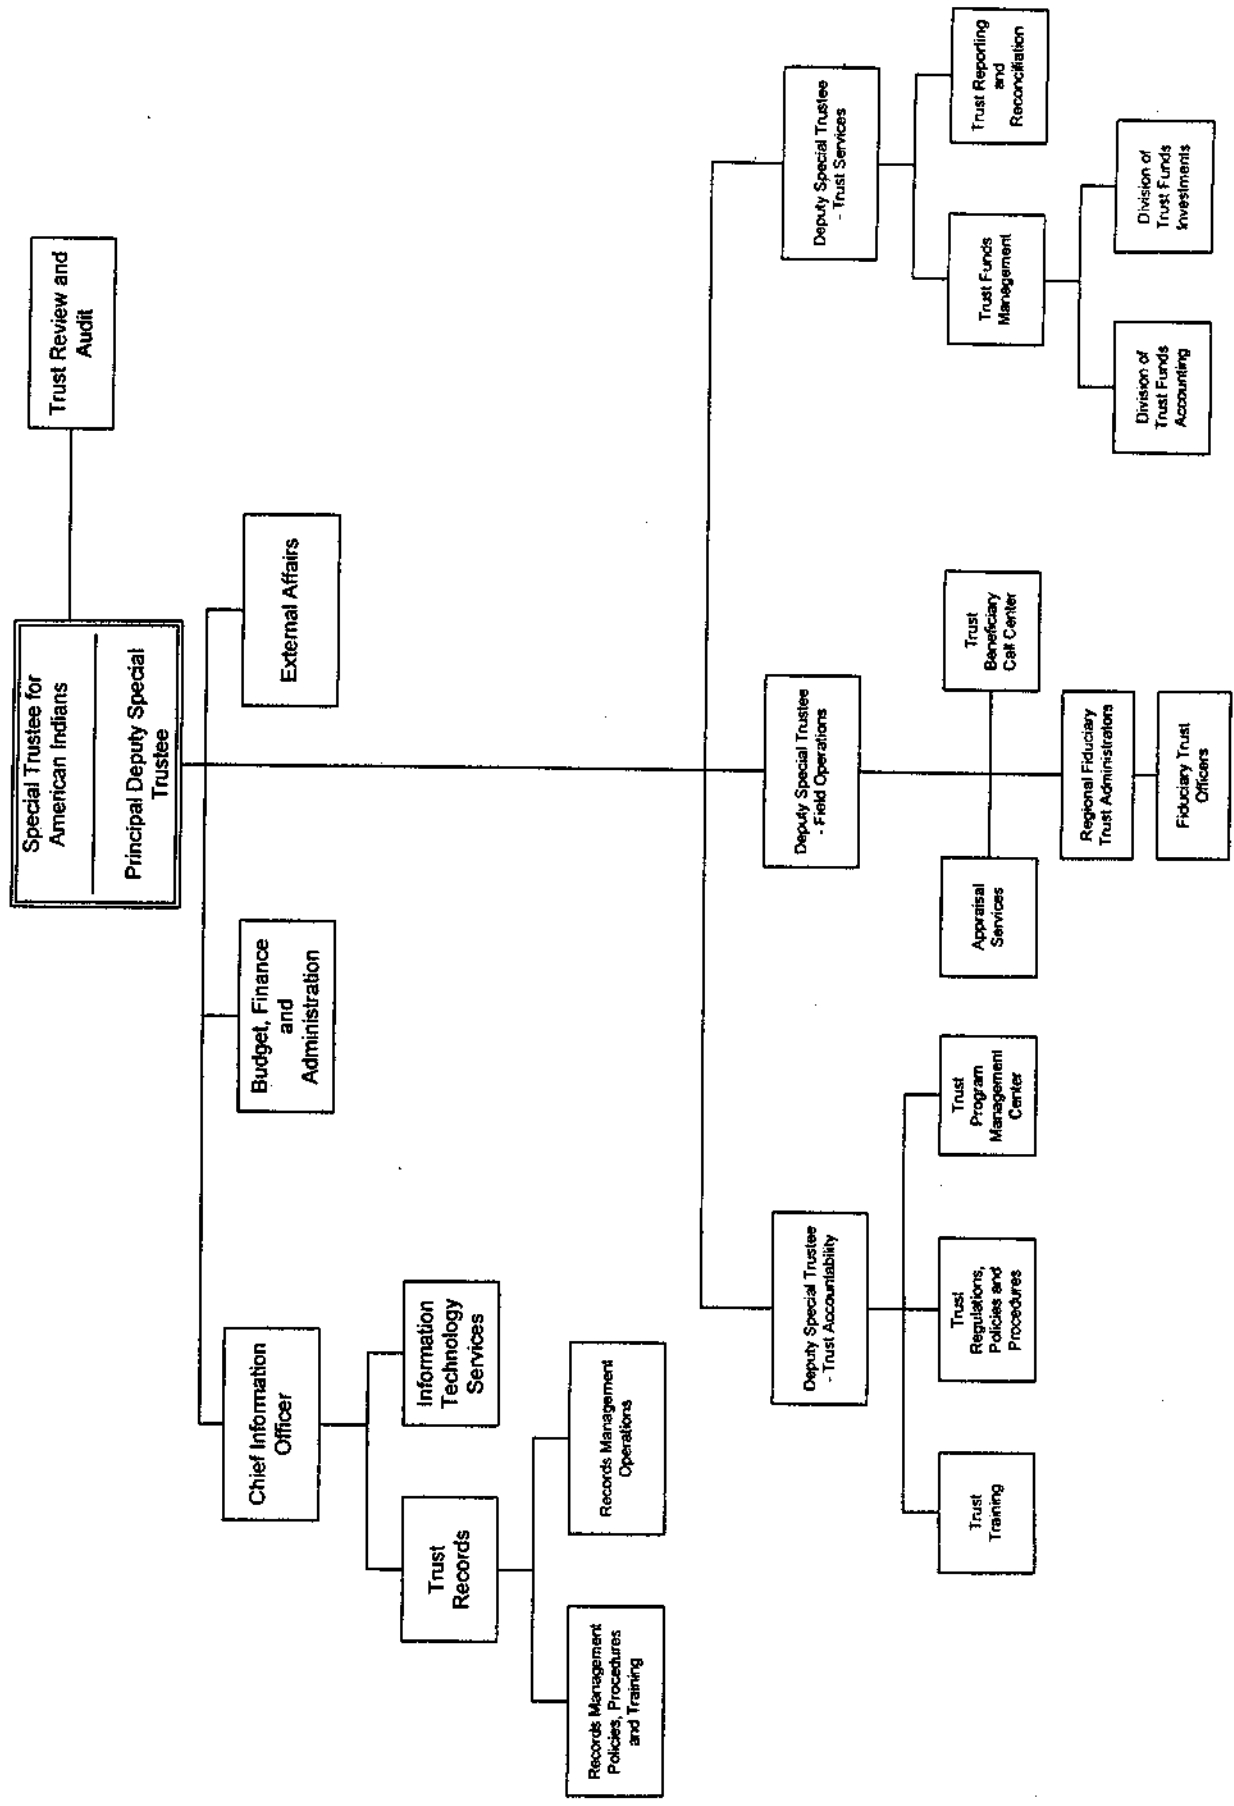 Special Trustee for
American Indians
Principal Deputy Special
Trustee
Trust Review and
Audit
Chief Information
Officer
Budget, Finance
and
Administration
External Affairs
Trust
Records
Information
Technology
Services
Records Management
Policies, Procedures
and Training
Records Management
Operations
Deputy Special Trustee
- Trust Accountability
Deputy Special Trustee
- Field Operations
Deputy Special Trustee
- Trust Services
Trust
Training
Trust
Regulations,
Policies and
Procedures
Trust
Program
Management
Center
Appraisal
Services
Trust
Beneficiary
Call Center
Regional Fiduciary
Trust Administrators
Fiduciary Trust
Officers
Trust Funds
Management
Trust Reporting
and
Reconciliation
Division of
Trust Funds
Accounting
Division of
Trust Funds
Investments